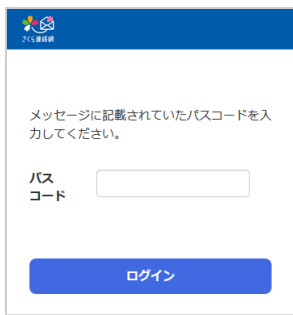 さくら連絡網
メッセージに記載されていたパスコードを入
力してください。
パス
コード
ログイン